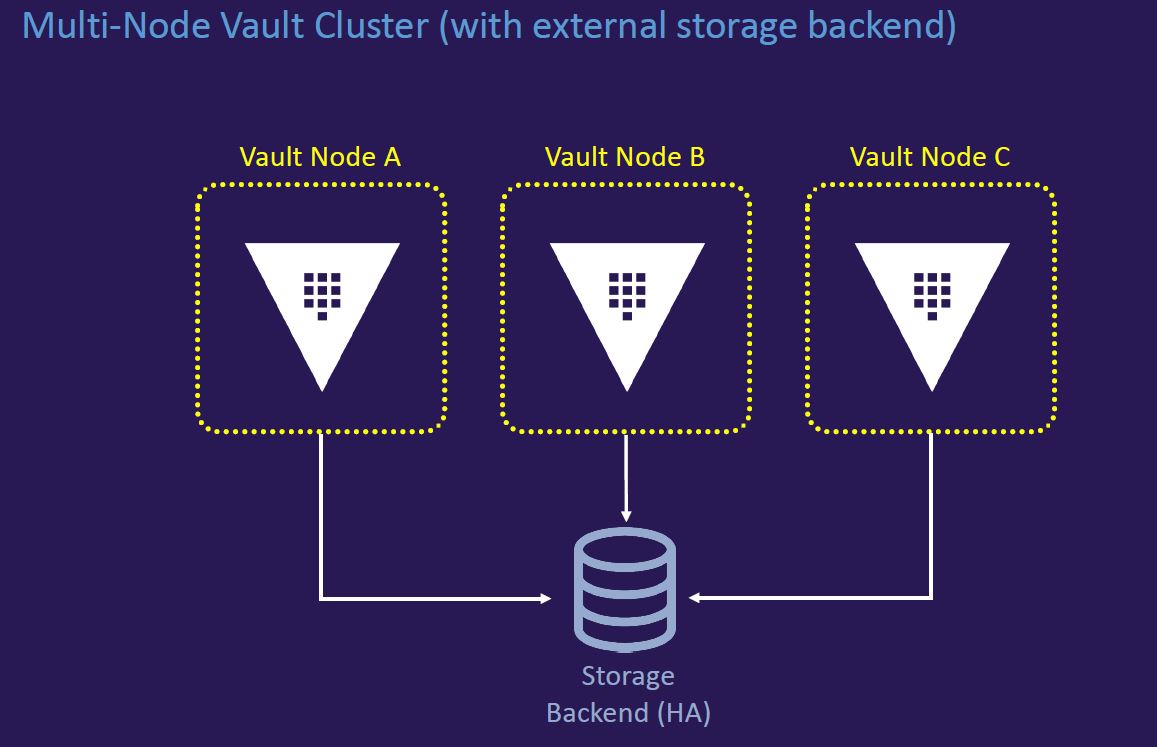 Multi-Node Vault Cluster (with external storage backend)
Vault Node A
Vault Node B
Vault Node C
Storage
Backend (HA)